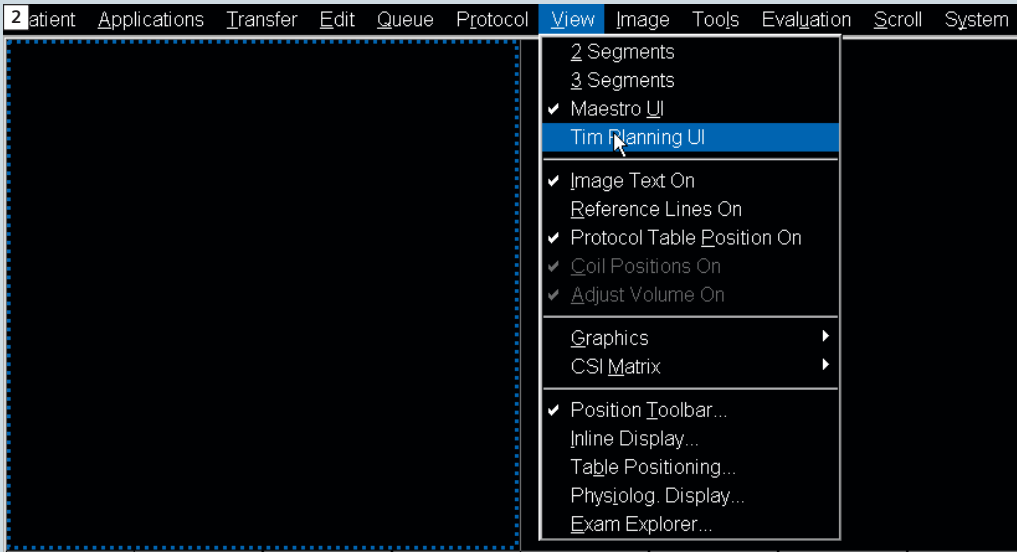 2 atient Applications Transfer Edit Queue Protocol View Image Tools Evaluation Scroll System
2 Segments
3 Segments
Maestro UI
Tim Planning UI
Image Text On
Reference Lines On
Protocol Table Position On
Coil Positions On
Adjust Volume On
Graphics
CSI Matrix
Position Toolbar...
Inline Display...
Table Positioning...
Physiolog. Display...
Exam Explorer...